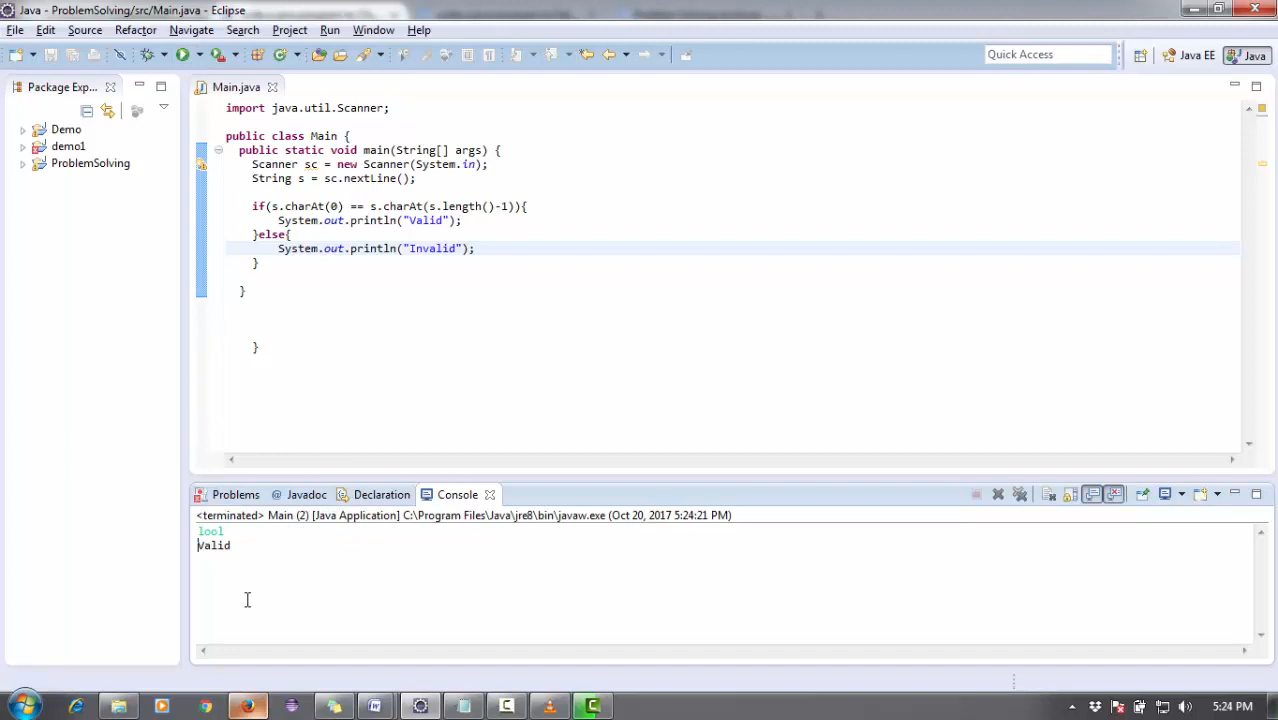 Java - ProblemSolving/src/Main.java - Eclipse
File Edit Source Refactor Navigate Search Project Run Window Help
Quick Access
Java EE
Java
Package Exp...
Main.java
Demo
demo1
ProblemSolving
import java.util.Scanner;
public class Main {
public static void main(String[] args) {
Scanner sc = new Scanner(System.in);
String s = sc.nextLine();
if(s.charAt(0) == s.charAt(s.length()-1)){
System.out.println("Valid");
}else{
System.out.println("Invalid");
}
}
}
Problems @ Javadoc Declaration Console
<terminated> Main (2) [Java Application] C:\Program Files\Java\jre8\bin\javaw.exe (Oct 20, 2017 5:24:21 PM)
lool
Valid
5:24 PM